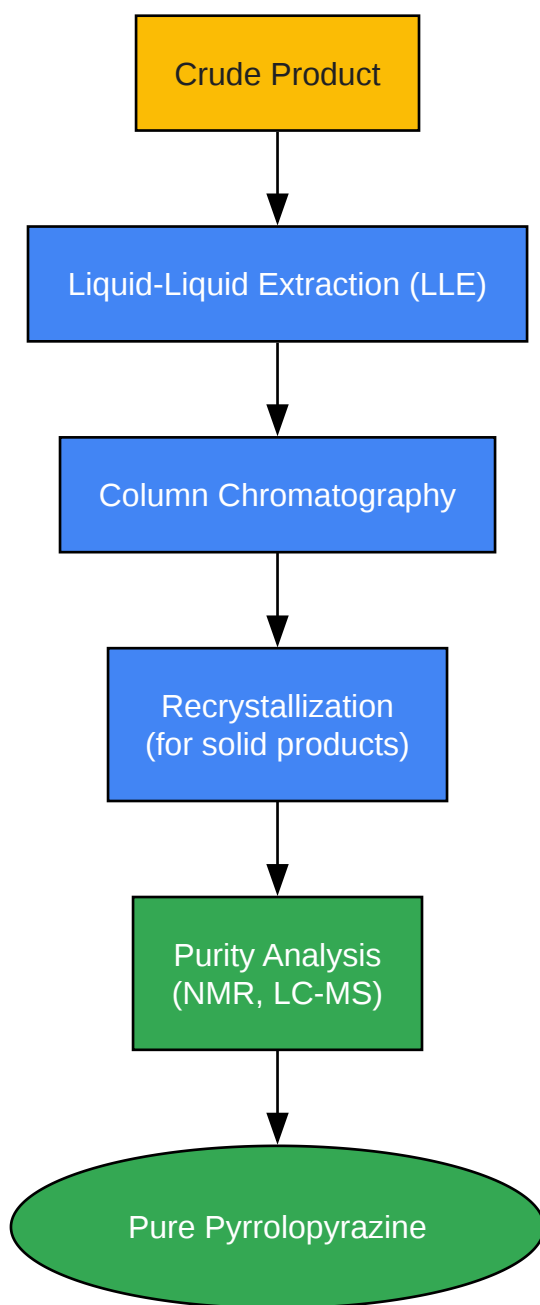 Crude Product
Liquid-Liquid Extraction (LLE)
Column Chromatography
Recrystallization
(for solid products)
Purity Analysis
(NMR, LC-MS)
Pure Pyrrolopyrazine